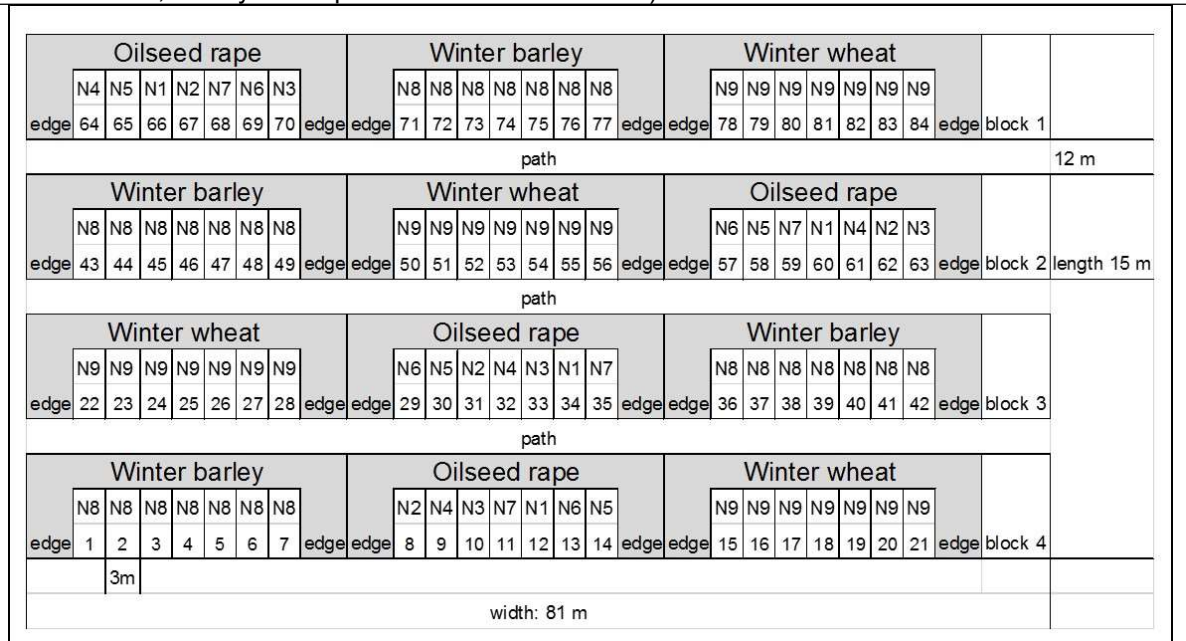 Oilseed rape Winter barley Winter wheat
N4 N5 N1 N2 N7 N6 N3 N8 N8 N8 N8 N8 N8 N8 N9 N9 N9 N9 N9 N9 N9
edge 64 65 66 67 68 69 70 edge edge 71 72 73 74 75 76 77 edge edge 78 79 80 81 82 83 84 edge block 1
path 12 m
Winter barley Winter wheat Oilseed rape
N8 N8 N8 N8 N8 N8 N8 N9 N9 N9 N9 N9 N9 N9 N6 N5 N7 N1 N4 N2 N3
edge 43 44 45 46 47 48 49 edge edge 50 51 52 53 54 55 56 edge edge 57 58 59 60 61 62 63 edge block 2 length 15 m
path
Winter wheat Oilseed rape Winter barley
N9 N9 N9 N9 N9 N9 N9 N6 N5 N2 N4 N3 N1 N7 N8 N8 N8 N8 N8 N8 N8
edge 22 23 24 25 26 27 28 edge edge 29 30 31 32 33 34 35 edge edge 36 37 38 39 40 41 42 edge block 3
path
Winter barley Oilseed rape Winter wheat
N8 N8 N8 N8 N8 N8 N8 N2 N4 N3 N7 N1 N6 N5 N9 N9 N9 N9 N9 N9 N9
edge 1 2 3 4 5 6 7 edge edge 8 9 10 11 12 13 14 edge edge 15 16 17 18 19 20 21 edge block 4
3m
width: 81 m